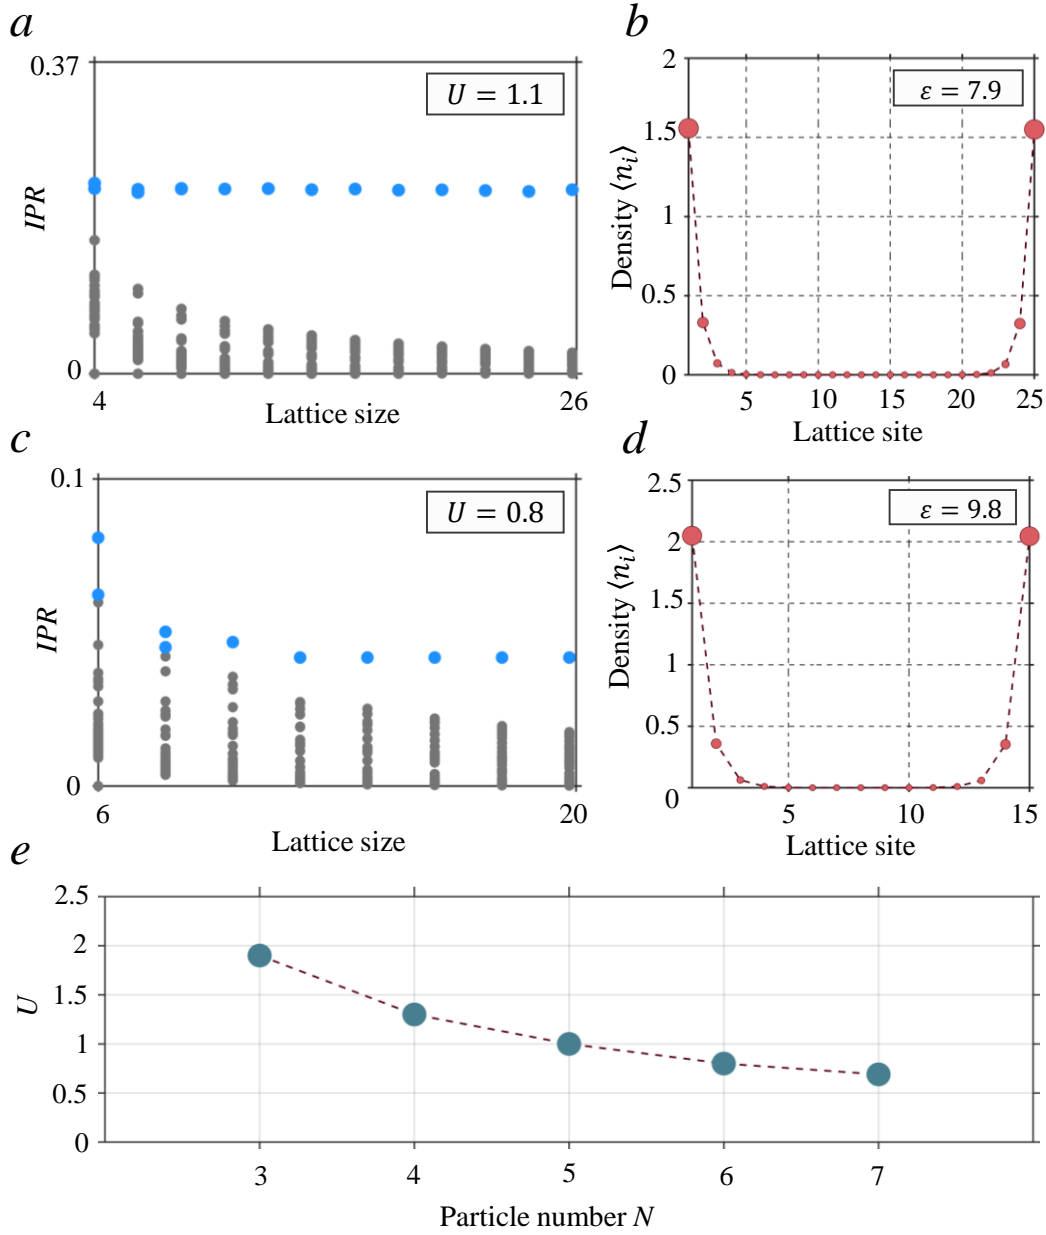 a
0.37
U = 1.1
IPR
0
4
26
Lattice size
b
2
ε = 7.9
1.5
Density ⟨n_i⟩
1
0.5
0
5
10
15
20
25
Lattice site
c
0.1
U = 0.8
IPR
0
6
20
Lattice size
d
2.5
ε = 9.8
2
Density ⟨n_i⟩
1.5
1
0.5
0
5
10
15
Lattice site
e
2.5
2
1.5
U
1
0.5
0
3
4
5
6
7
Particle number N